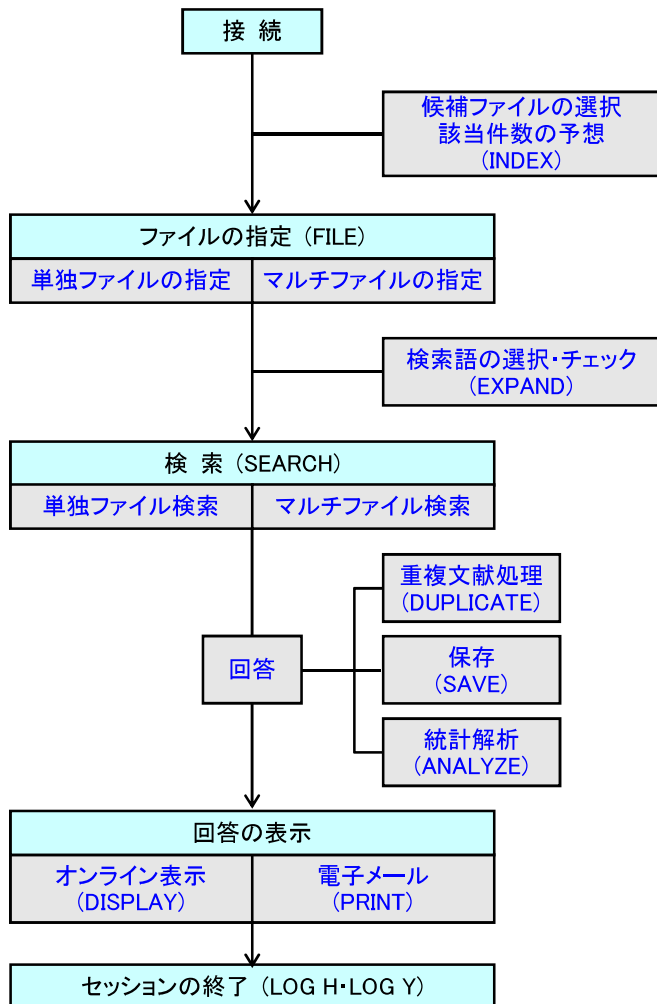 接 続
候補ファイルの選択
該当件数の予想
(INDEX)
ファイルの指定 (FILE)
単独ファイルの指定
マルチファイルの指定
検索語の選択・チェック
(EXPAND)
検 索 (SEARCH)
単独ファイル検索
マルチファイル検索
重複文献処理
(DUPLICATE)
回答
保存
(SAVE)
統計解析
(ANALYZE)
回答の表示
オンライン表示
(DISPLAY)
電子メール
(PRINT)
セッションの終了 (LOG H・LOG Y)